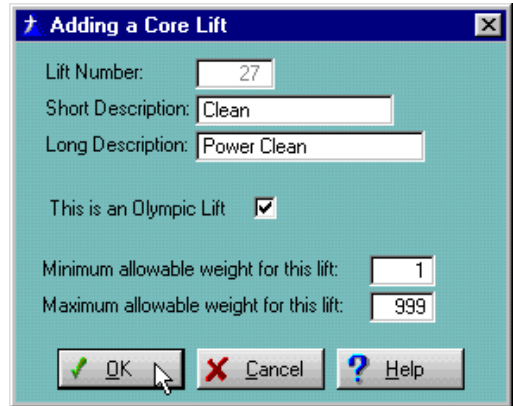 Adding a Core Lift
Lift Number: 27
Short Description: Clean
Long Description: Power Clean
This is an Olympic Lift
Minimum allowable weight for this lift: 1
Maximum allowable weight for this lift: 999
OK Cancel Help